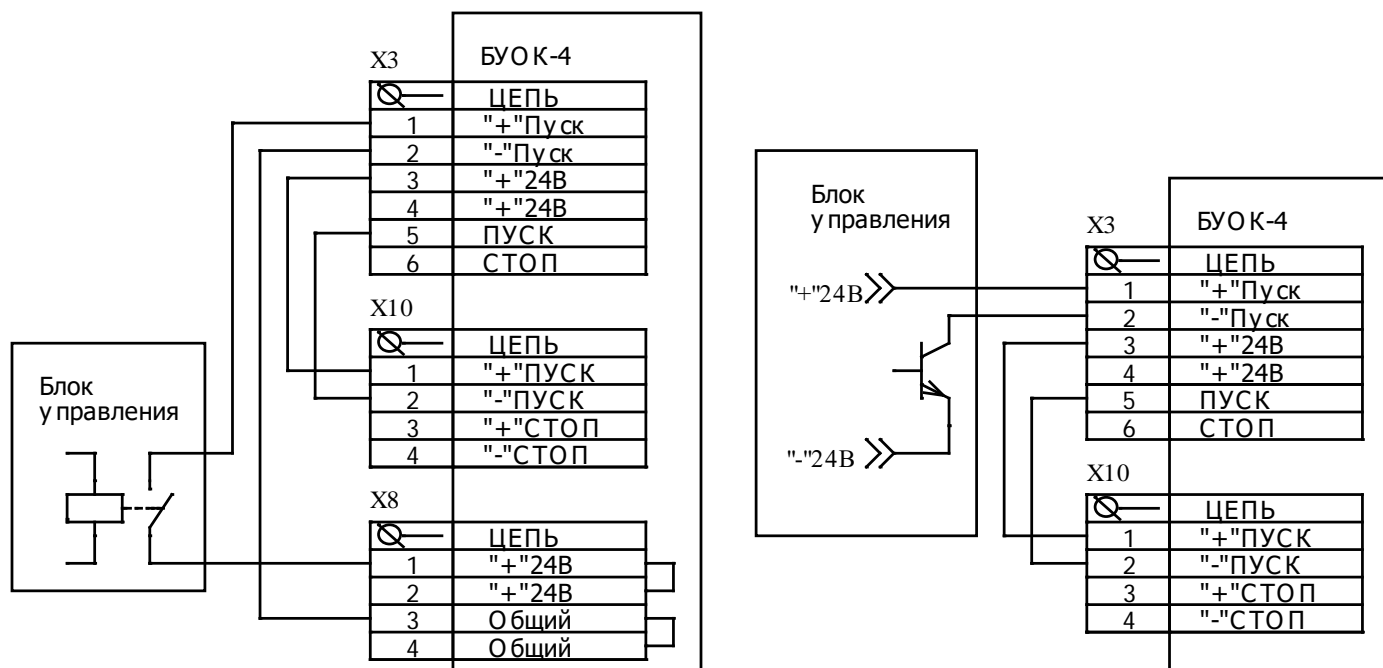 БУОК-4
X3
ЦЕПЬ
1 "+"Пуск
2 "-"Пуск
3 "+"24В
4 "+"24В
5 ПУСК
6 СТОП
X10
ЦЕПЬ
1 "+"ПУСК
2 "-"ПУСК
3 "+"СТОП
4 "-"СТОП
Блок
управления
X8
ЦЕПЬ
1 "+"24В
2 "+"24В
3 Общий
4 Общий
Блок
управления
"+"24В
"-"24В
БУОК-4
X3
ЦЕПЬ
1 "+"Пуск
2 "-"Пуск
3 "+"24В
4 "+"24В
5 ПУСК
6 СТОП
X10
ЦЕПЬ
1 "+"ПУСК
2 "-"ПУСК
3 "+"СТОП
4 "-"СТОП